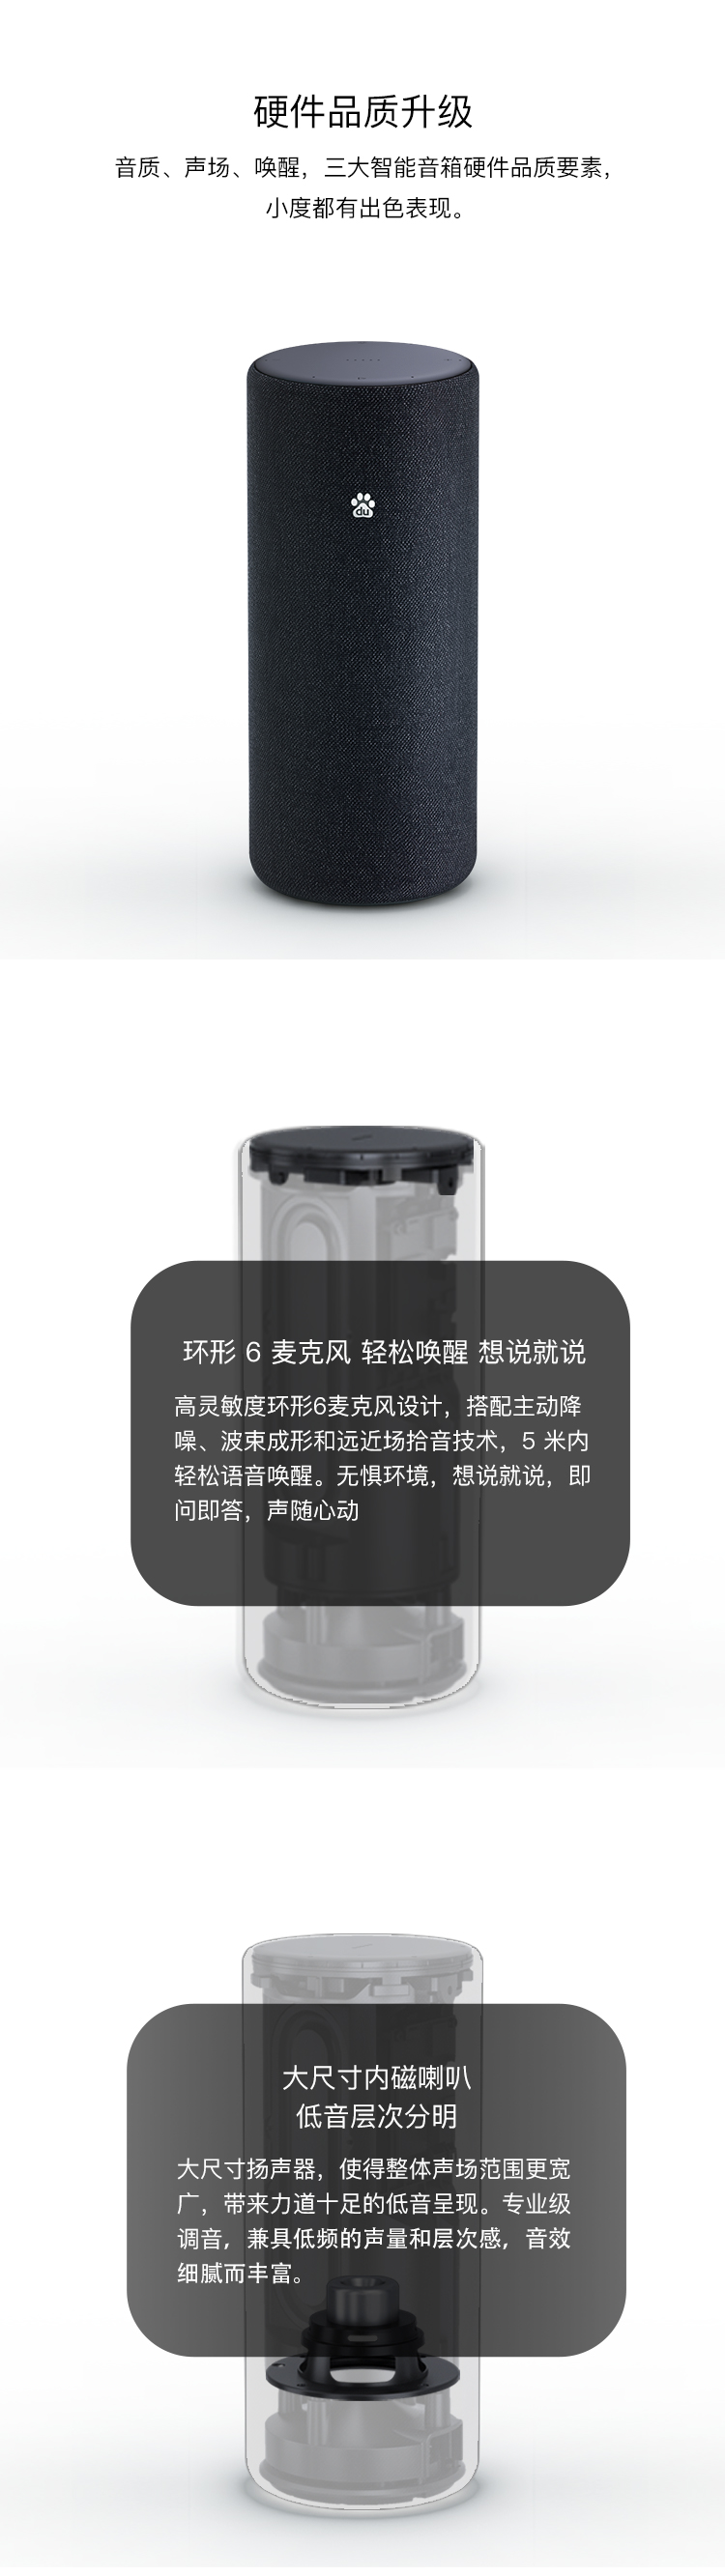 硬件品质升级
音质、声场、唤醒，三大智能音箱硬件品质要素，
小度都有出色表现。
du
环形 6 麦克风 轻松唤醒 想说就说
高灵敏度环形6麦克风设计，搭配主动降
噪、波束成形和远近场拾音技术，5 米内
轻松语音唤醒。无惧环境，想说就说，即
问即答，声随心动
大尺寸内磁喇叭
低音层次分明
大尺寸扬声器，使得整体声场范围更宽
广，带来力道十足的低音呈现。专业级
调音，兼具低频的声量和层次感，音效
细腻而丰富。